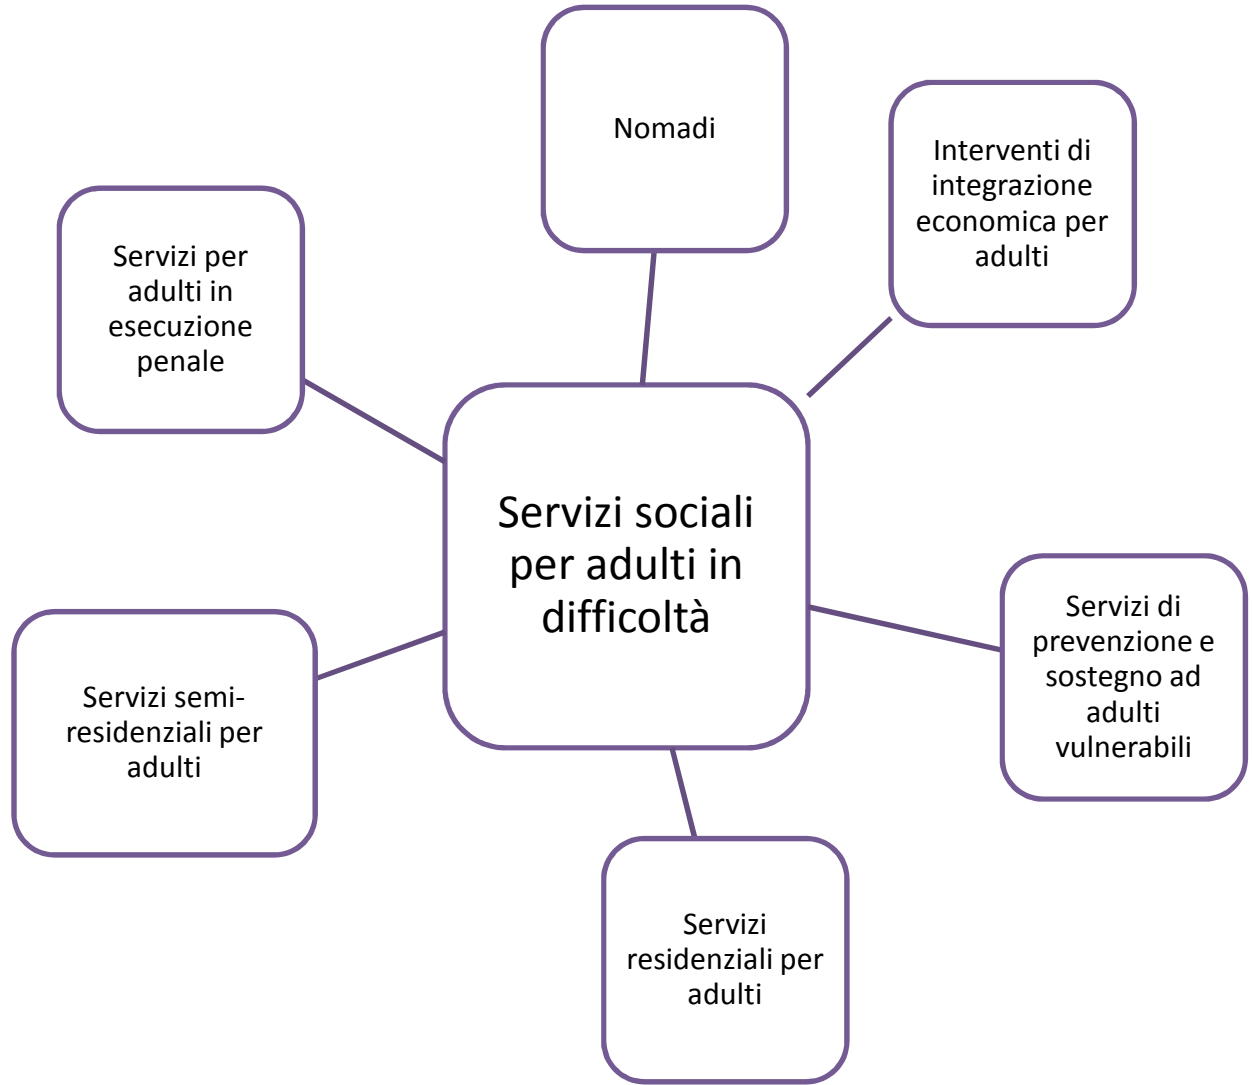 Nomadi
Interventi di
integrazione
economica per
adulti
Servizi per
adulti in
esecuzione
penale
Servizi sociali
per adulti in
difficoltà
Servizi di
prevenzione e
sostegno ad
adulti
vulnerabili
Servizi semi-
residenziali per
adulti
Servizi
residenziali per
adulti